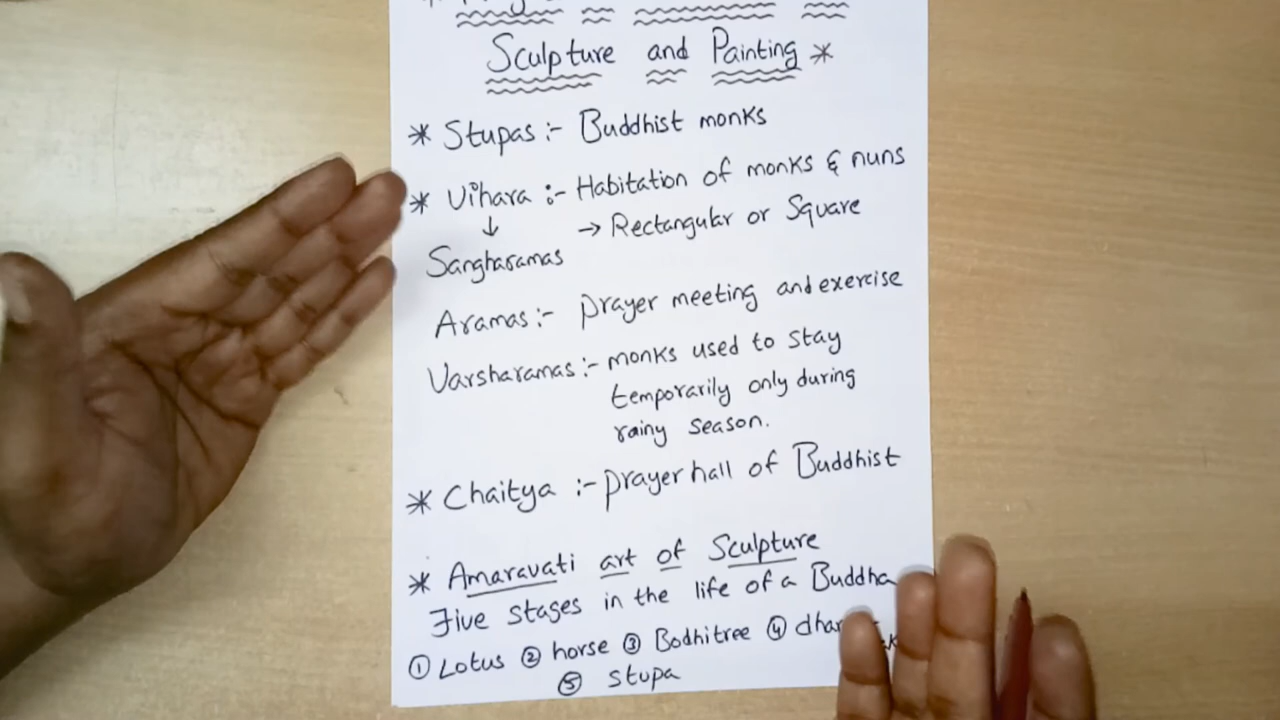 Sculpture and Painting *
* Stupas :- Buddhist monks
* Vihara :- Habitation of monks & nuns
↓ → Rectangular or Square
Sangharamas
Aramas :- prayer meeting and exercise
Varsharamas :- monks used to stay
temporarily only during
rainy season.
* Chaitya :- prayer hall of Buddhist
* Amaravati art of Sculpture
Five stages in the life of a Buddha
① Lotus ② horse ③ Bodhitree ④
⑤ stupa